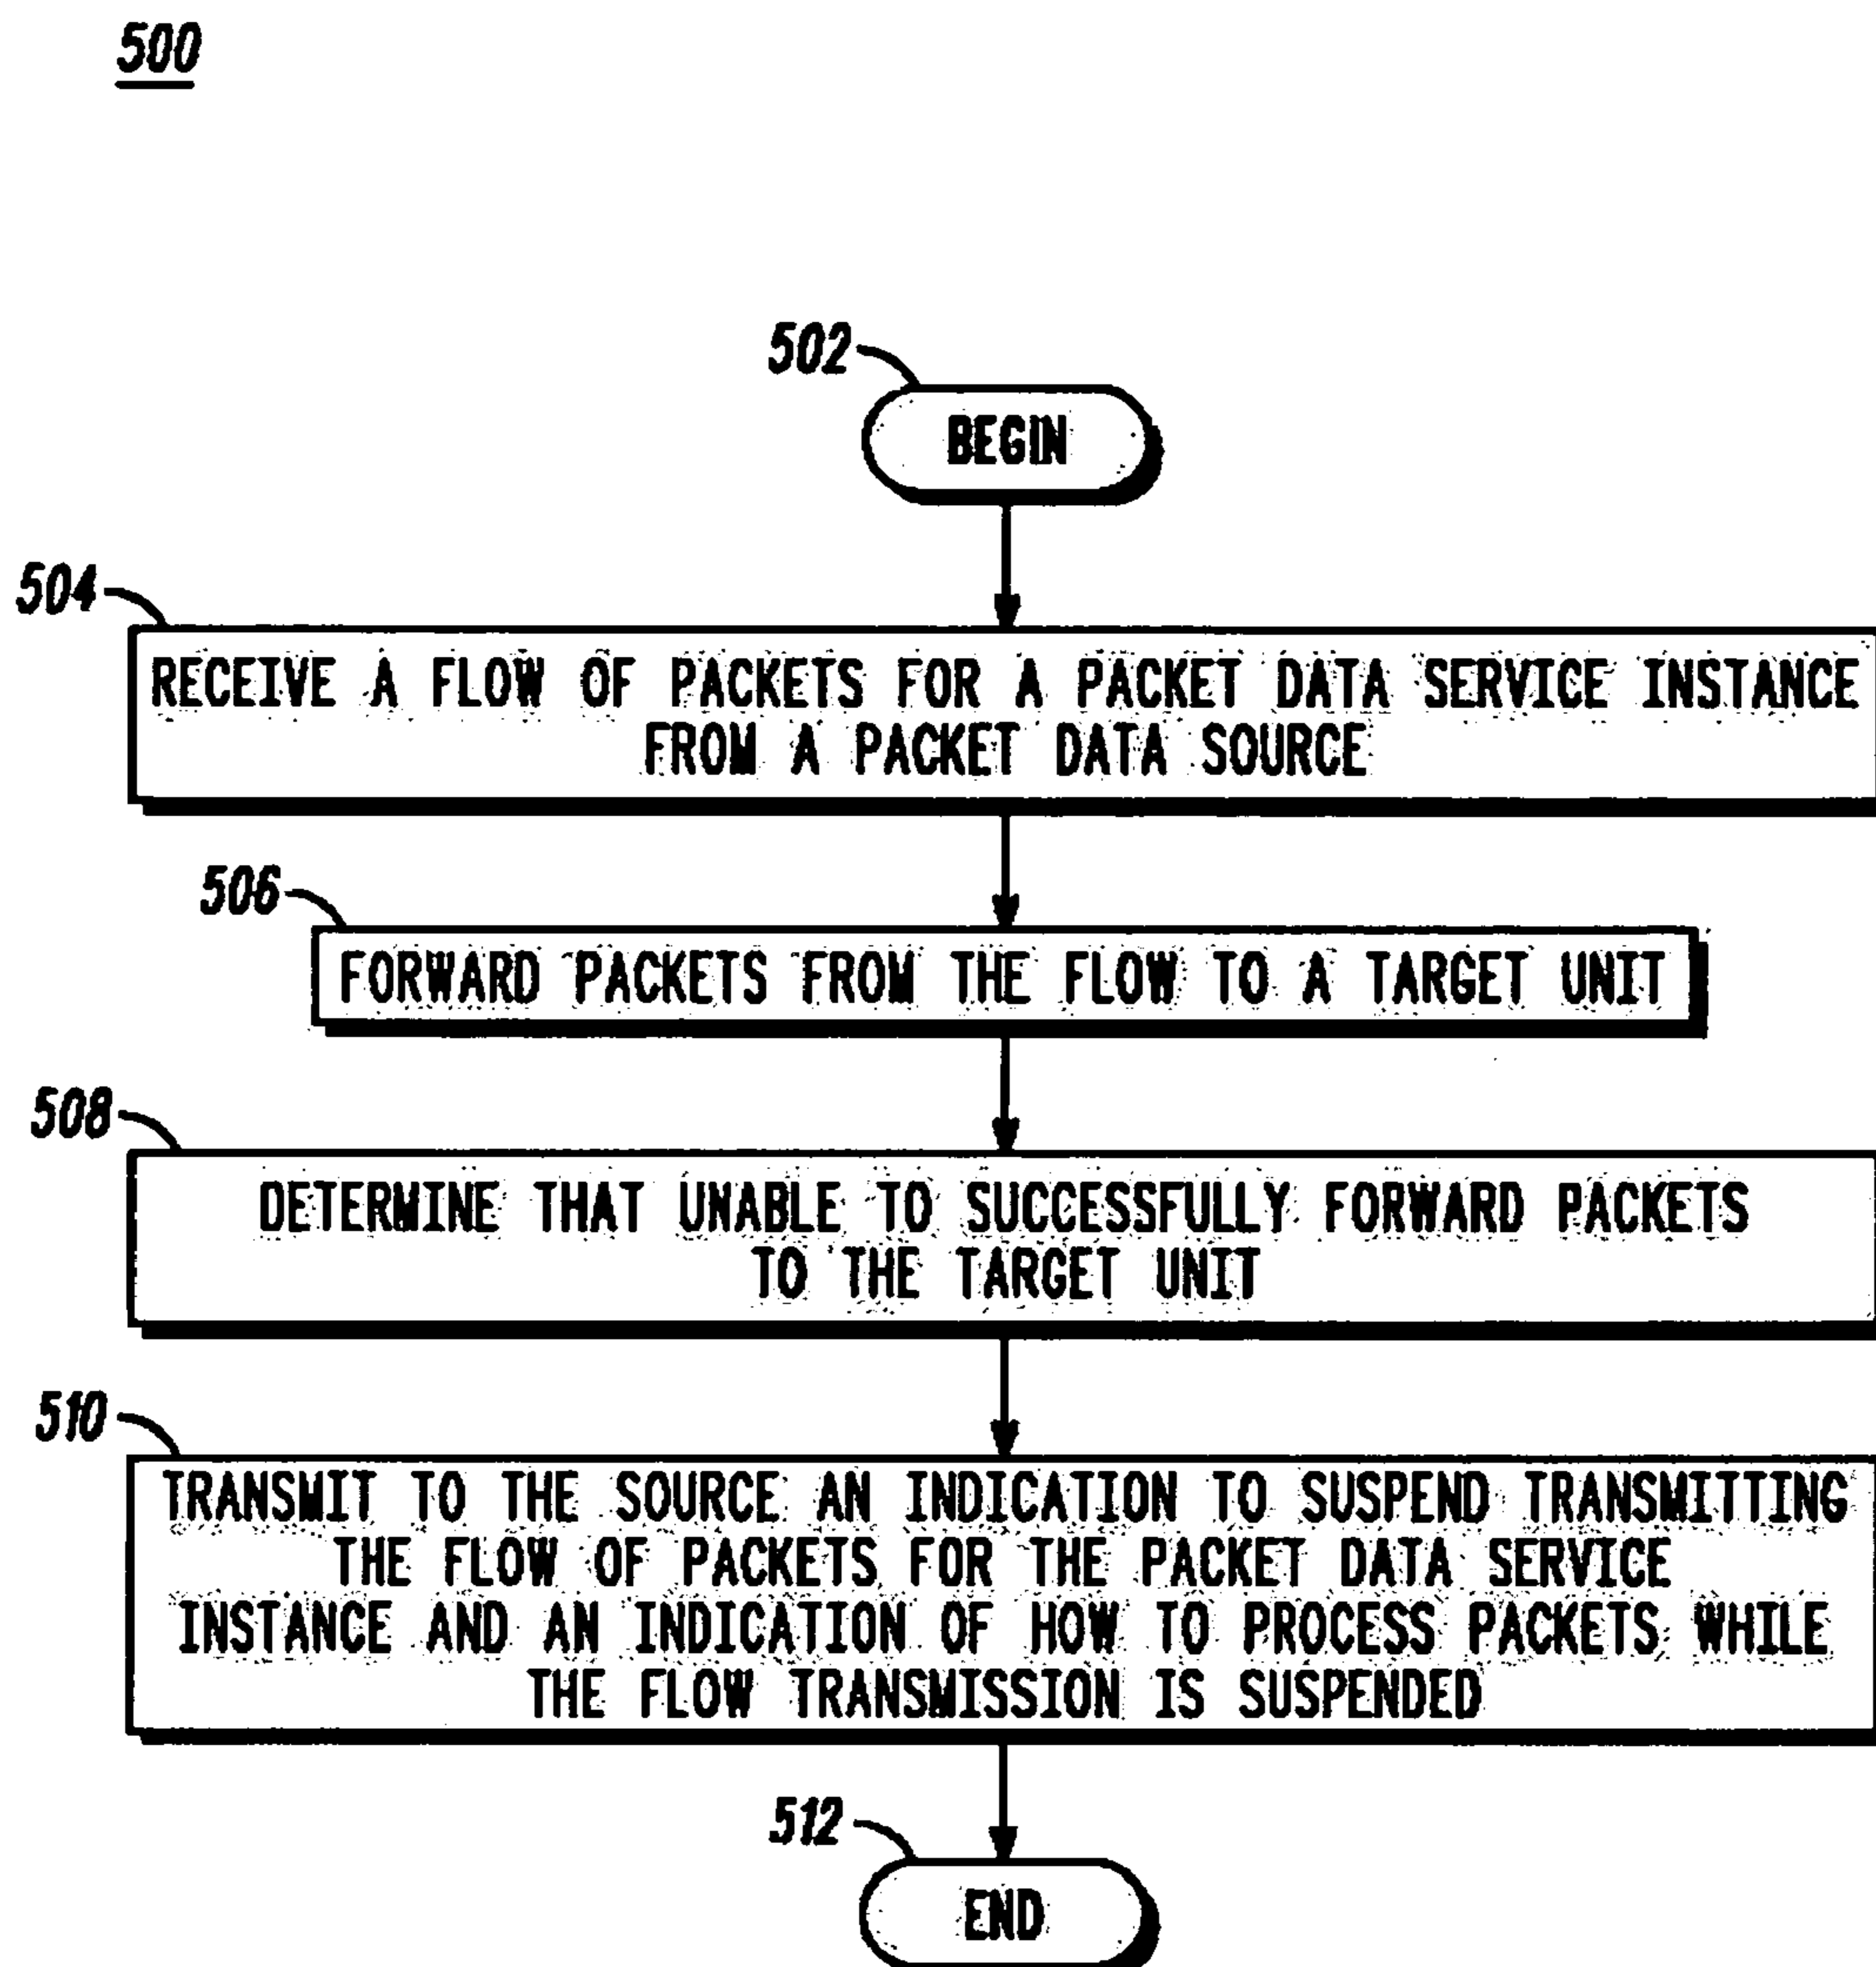 500
502
BEGIN
504
RECEIVE A FLOW OF PACKETS FOR A PACKET DATA SERVICE INSTANCE
FROM A PACKET DATA SOURCE
506
FORWARD PACKETS FROM THE FLOW TO A TARGET UNIT
508
DETERMINE THAT UNABLE TO SUCCESSFULLY FORWARD PACKETS
TO THE TARGET UNIT
510
TRANSMIT TO THE SOURCE AN INDICATION TO SUSPEND TRANSMITTING
THE FLOW OF PACKETS FOR THE PACKET DATA SERVICE
INSTANCE AND AN INDICATION OF HOW TO PROCESS PACKETS WHILE
THE FLOW TRANSMISSION IS SUSPENDED
512
END